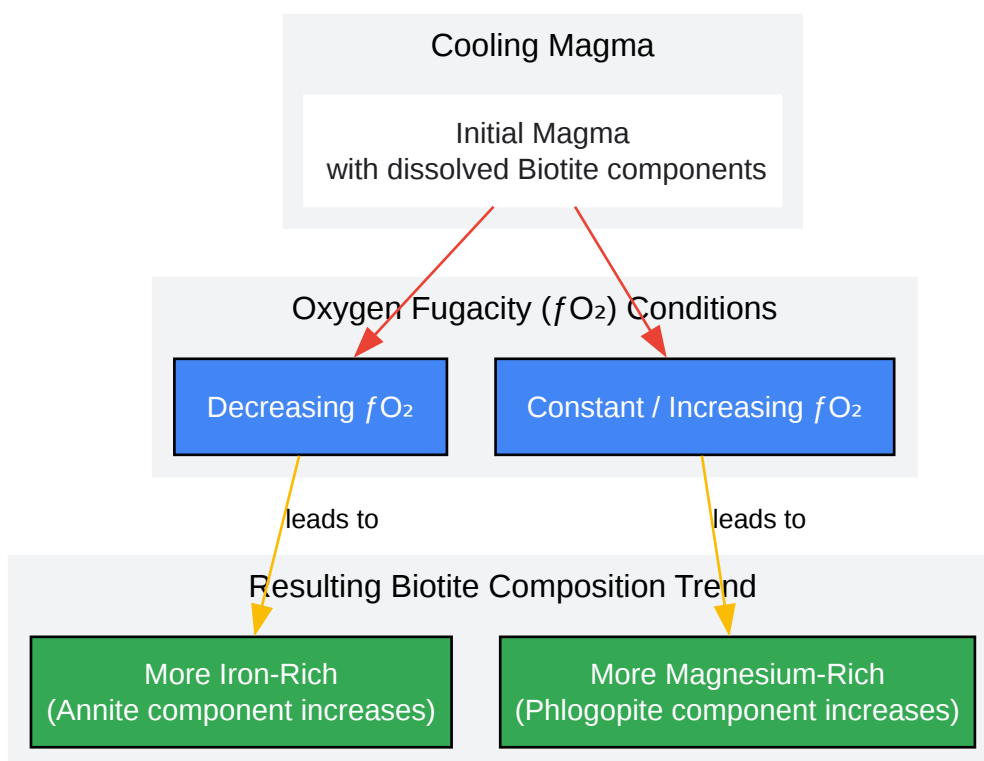 Cooling Magma
Initial Magma
with dissolved Biotite components
Oxygen Fugacity (ƒO₂) Conditions
Decreasing ƒO₂
Constant / Increasing ƒO₂
leads to
leads to
Resulting Biotite Composition Trend
More Iron-Rich
(Annite component increases)
More Magnesium-Rich
(Phlogopite component increases)